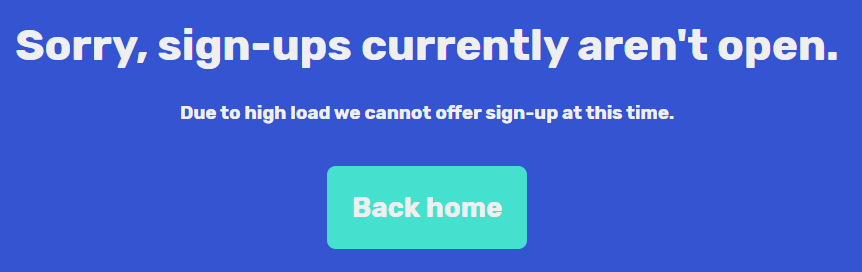 Sorry, sign-ups currently aren't open.
Due to high load we cannot offer sign-up at this time.
Back home